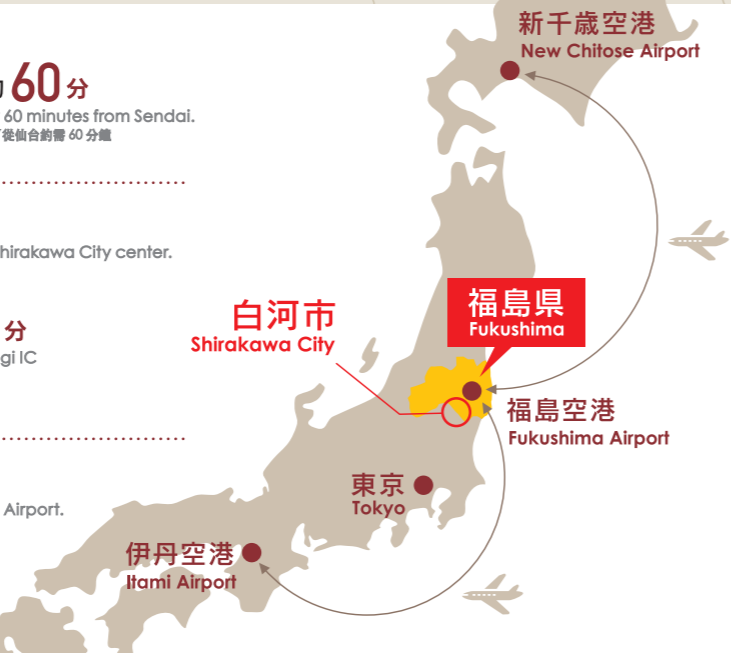 60分
60 minutes from Sendai.
從仙台約需 60 分鐘
hirakawa City center.
分
gi IC
Airport.
新千歳空港
New Chitose Airport
白河市
Shirakawa City
福島県
Fukushima
福島空港
Fukushima Airport
東京
Tokyo
伊丹空港
Itami Airport